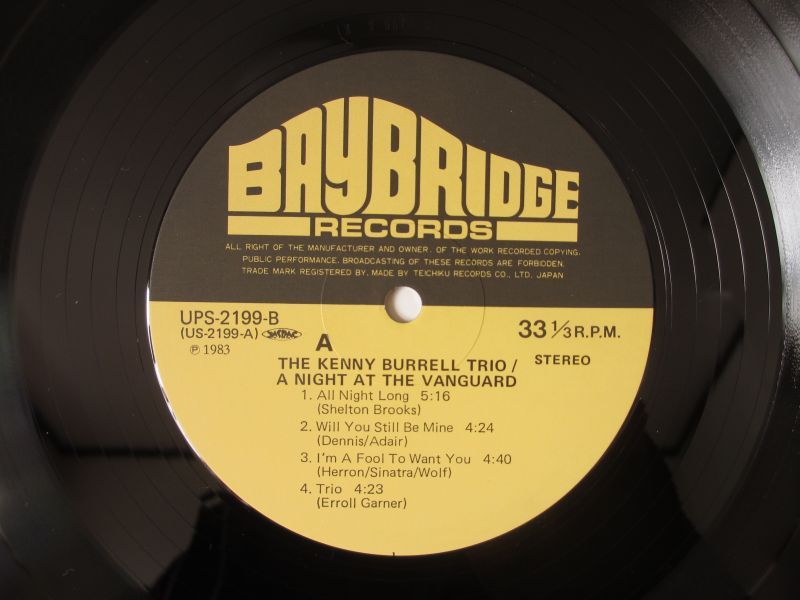 BAYBRIDGE
RECORDS
ALL RIGHT OF THE MANUFACTURER AND OWNER. OF THE WORK RECORDED COPYING.
PUBLIC PERFORMANCE. BROADCASTING OF THESE RECORDS ARE FORBIDDEN.
TRADE MARK REGISTERED BY. MADE BY TEICHIKU RECORDS CO., LTD. JAPAN
UPS-2199-B
(US-2199-A)
℗ 1983
A
33 1/3 R.P.M.
STEREO
THE KENNY BURRELL TRIO /
A NIGHT AT THE VANGUARD
1. All Night Long 5:16
(Shelton Brooks)
2. Will You Still Be Mine 4:24
(Dennis/Adair)
3. I'm A Fool To Want You 4:40
(Herron/Sinatra/Wolf)
4. Trio 4:23
(Erroll Garner)